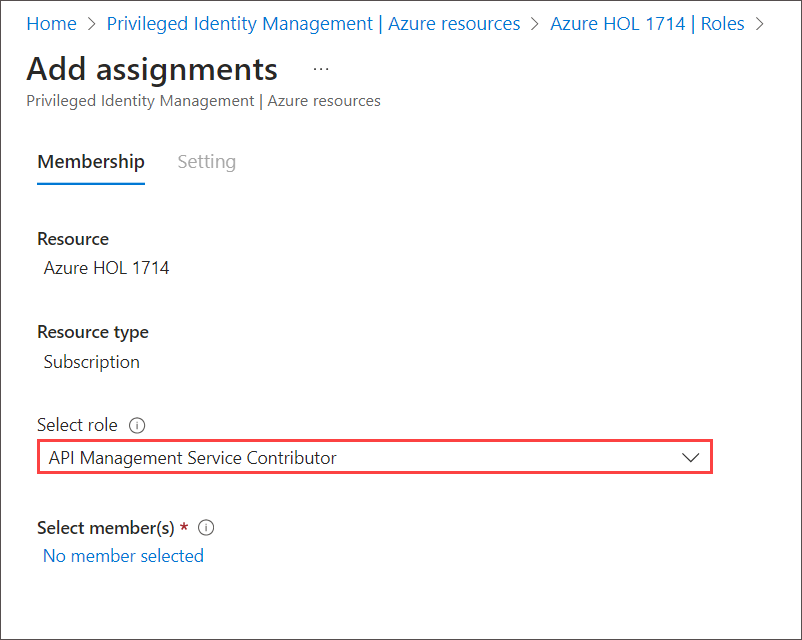 Home > Privileged Identity Management | Azure resources > Azure HOL 1714 | Roles >
Add assignments ...
Privileged Identity Management | Azure resources
Membership Setting
Resource
Azure HOL 1714
Resource type
Subscription
Select role
API Management Service Contributor
Select member(s) *
No member selected